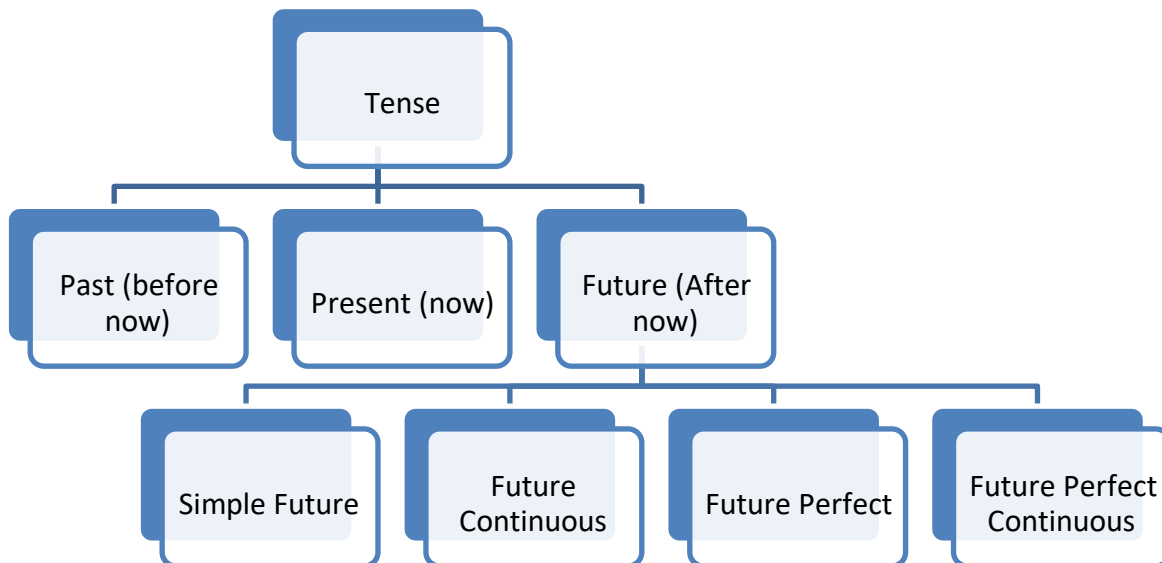 Tense
Past (before
now)
Present (now)
Future (After
now)
Simple Future
Future
Continuous
Future Perfect
Future Perfect
Continuous